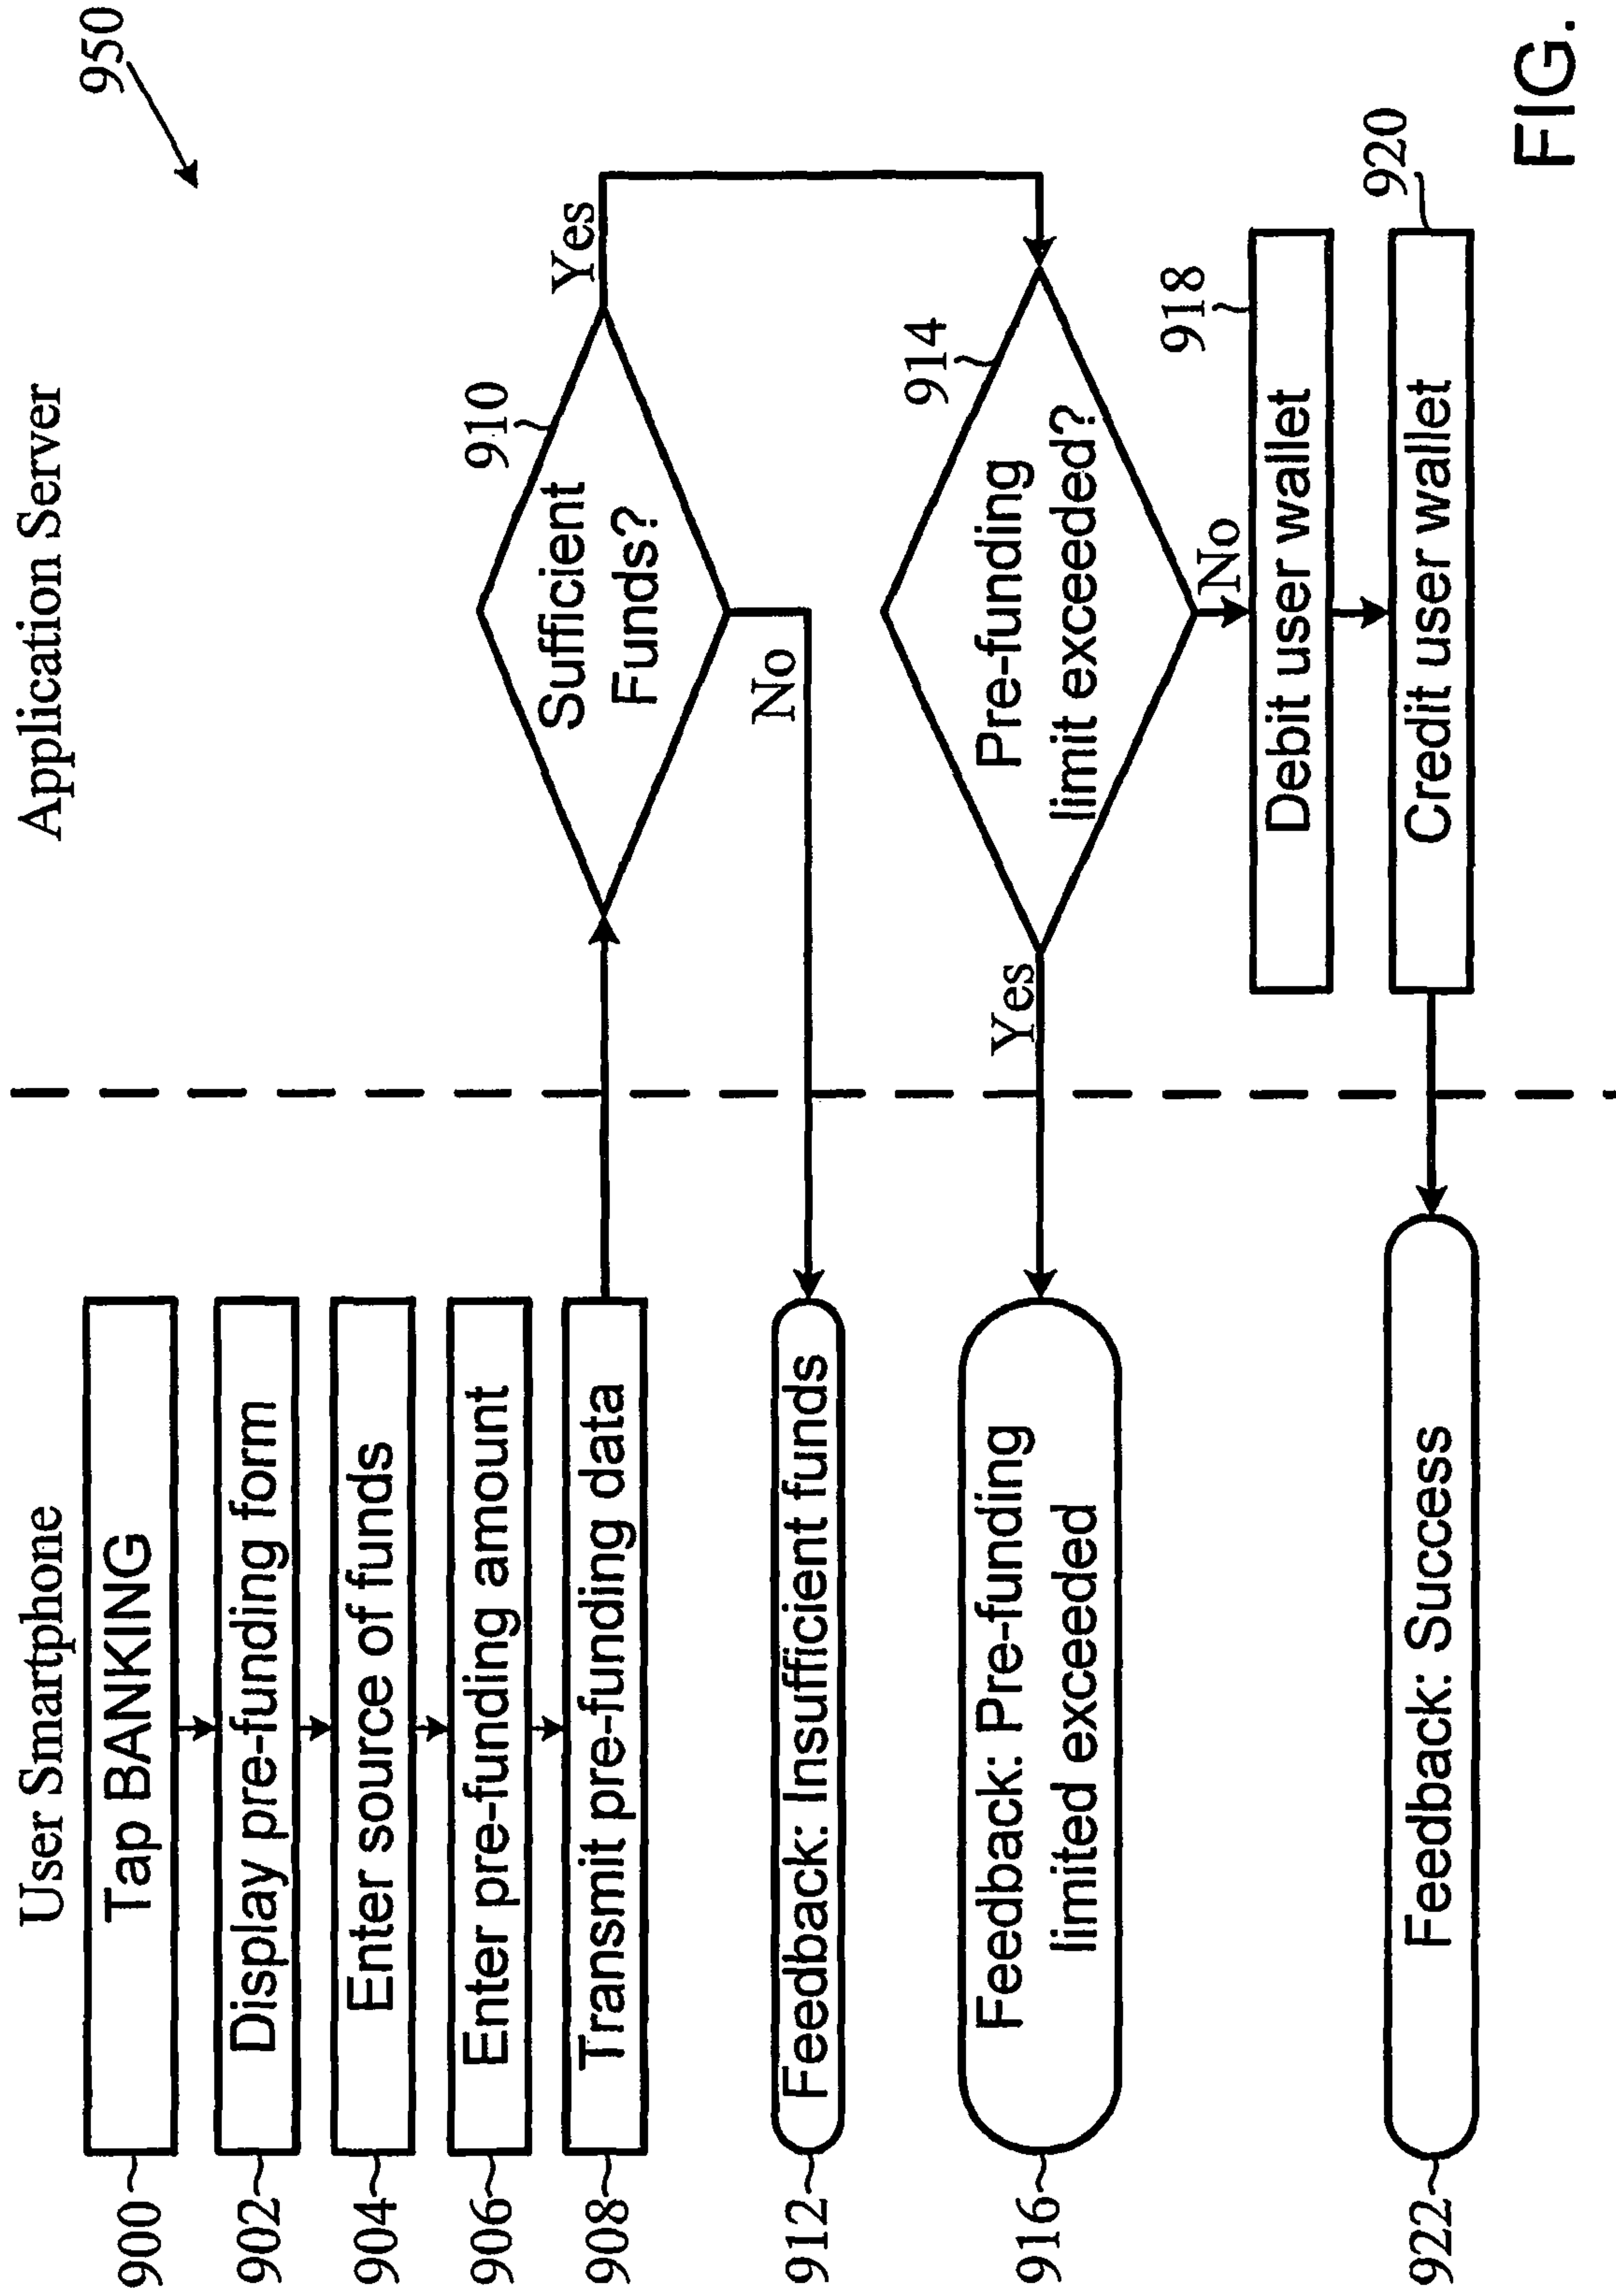 User Smartphone
Application Server
950
900
Tap BANKING
902
Display pre-funding form
904
Enter source of funds
906
Enter pre-funding amount
908
Transmit pre-funding data
910
Sufficient
Funds?
Yes
No
912
Feedback: Insufficient funds
914
Pre-funding
limit exceeded?
Yes
No
916
Feedback: Pre-funding
limited exceeded
918
Debit user wallet
920
Credit user wallet
922
Feedback: Success
FIG.